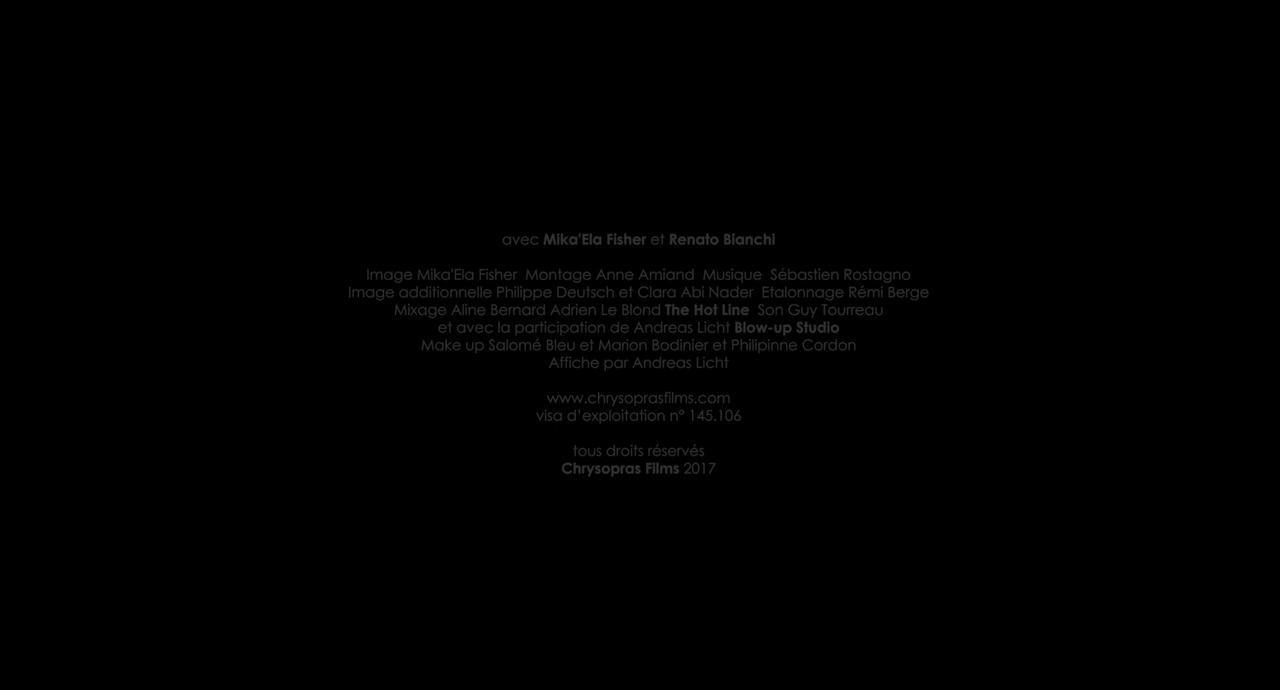 avec Mika'Ela Fisher et Renato Bianchi
Image Mika'Ela Fisher Montage Anne Amiand Musique Sébastien Rostagno
Image additionnelle Philippe Deutsch et Clara Abi Nader Etalonnage Rémi Berge
Mixage Aline Bernard Adrien Le Blond The Hot Line Son Guy Tourreau
et avec la participation de Andreas Licht Blow-up Studio
Make up Salomé Bleu et Marion Bodinier et Philipinne Cordon
Affiche par Andreas Licht
www.chrysoprasfilms.com
visa d’exploitation n° 145.106
tous droits réservés
Chrysopras Films 2017